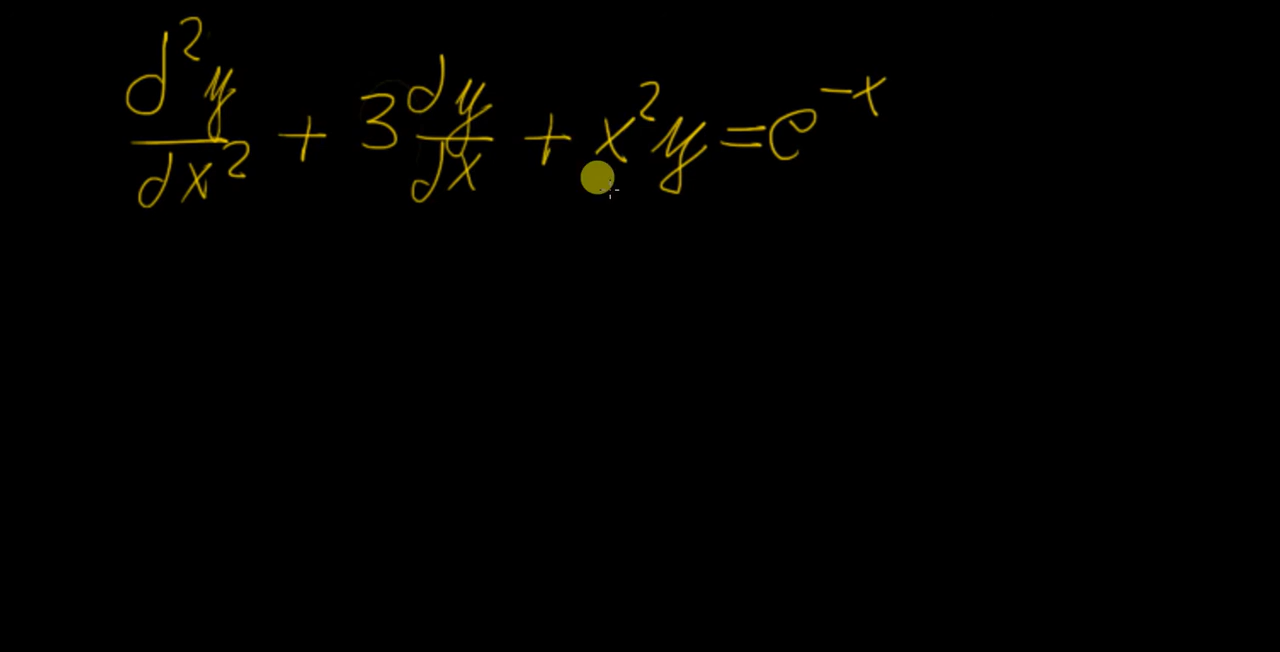 d²y/dx² + 3 dy/dx + x²y = e^{-x}